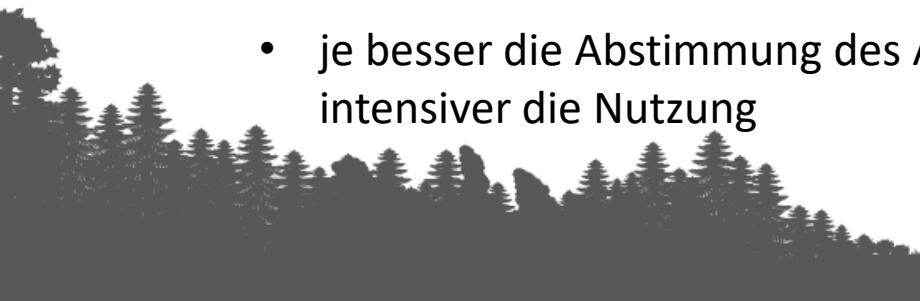 • je besser die Abstimmung des
intensiver die Nutzung